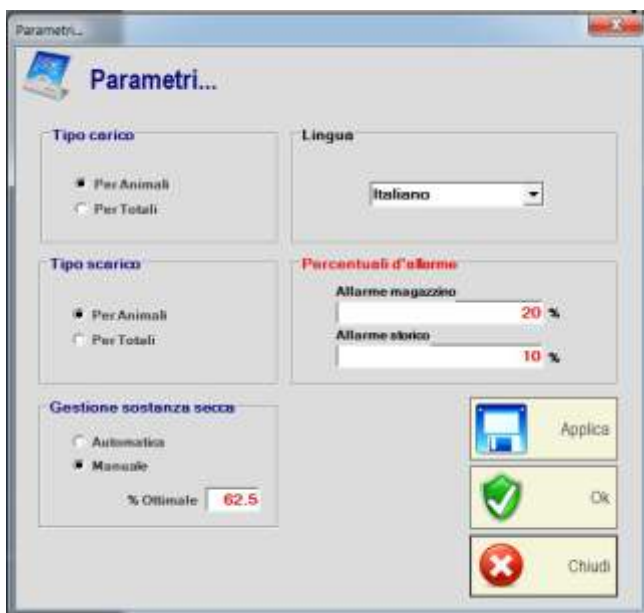 Parametri...
Parametri...
Tipo carico
Per Animali
Per Totali
Lingua
Italiano
Tipo scarico
Per Animali
Per Totali
Percentuali d'allarme
Allarme magazzino
20 %
Allarme storico
10 %
Gestione sostanza secca
Automatica
Manuale
% Ottimale 62.5
Applica
Ok
Chiudi